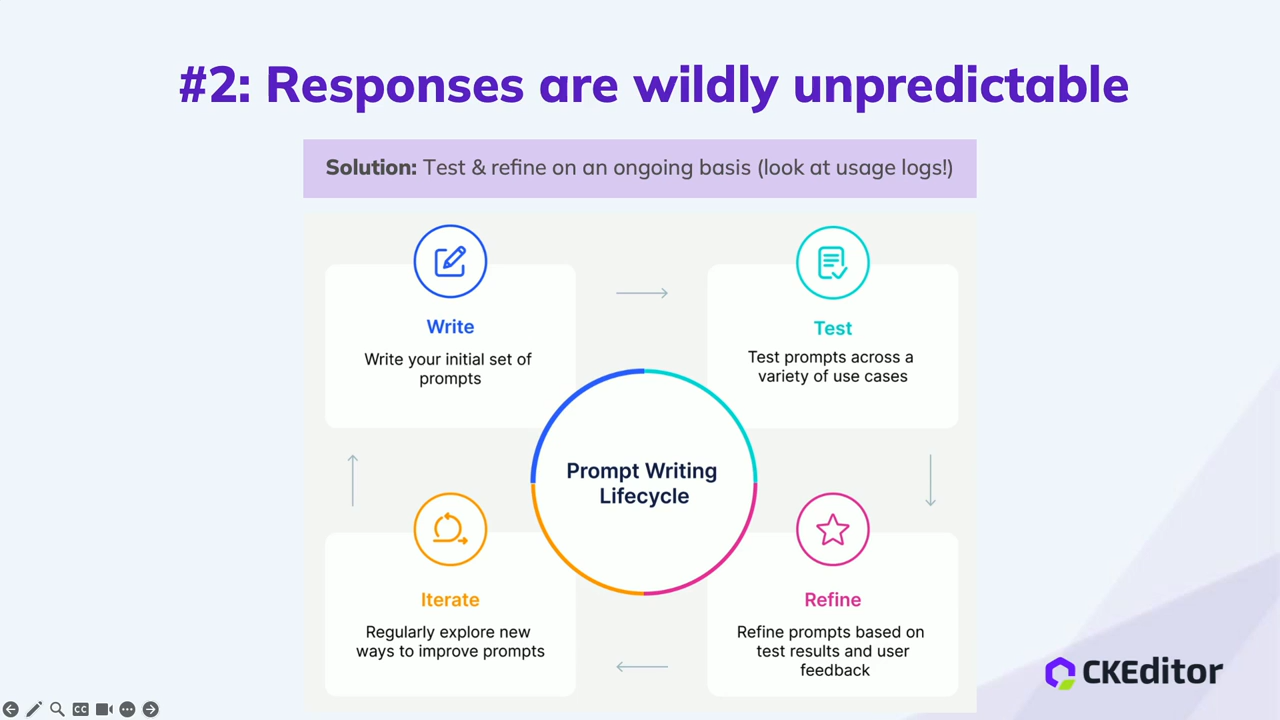 #2: Responses are wildly unpredictable
Solution: Test & refine on an ongoing basis (look at usage logs!)
Write
Write your initial set of
prompts
Test
Test prompts across a
variety of use cases
Prompt Writing
Lifecycle
Iterate
Regularly explore new
ways to improve prompts
Refine
Refine prompts based on
test results and user
feedback
CKEditor
CC